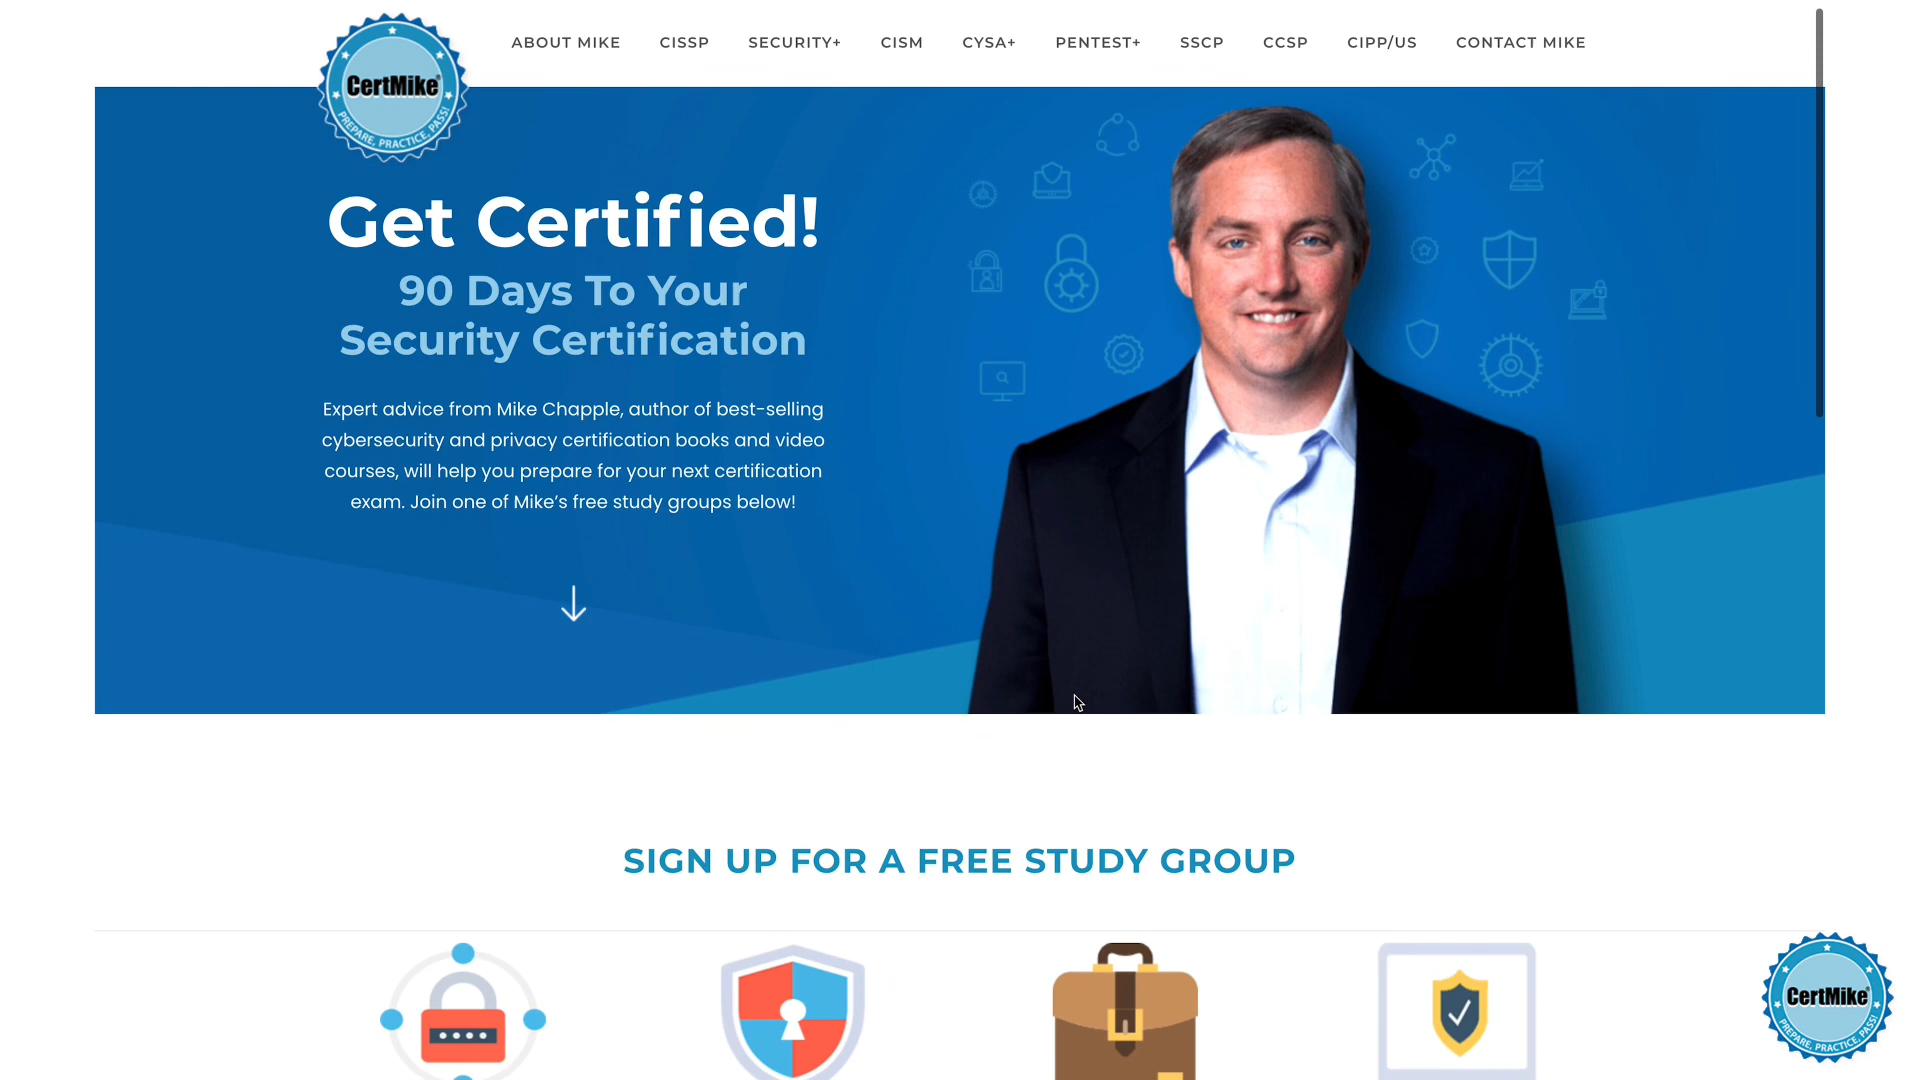 CertMike®
PREPARE, PRACTICE, PASS!
ABOUT MIKE CISSP SECURITY+ CISM CYSA+ PENTEST+ SSCP CCSP CIPP/US CONTACT MIKE
Get Certified!
90 Days To Your
Security Certification
Expert advice from Mike Chapple, author of best-selling
cybersecurity and privacy certification books and video
courses, will help you prepare for your next certification
exam. Join one of Mike’s free study groups below!
SIGN UP FOR A FREE STUDY GROUP
CertMike®
PREPARE, PRACTICE, PASS!